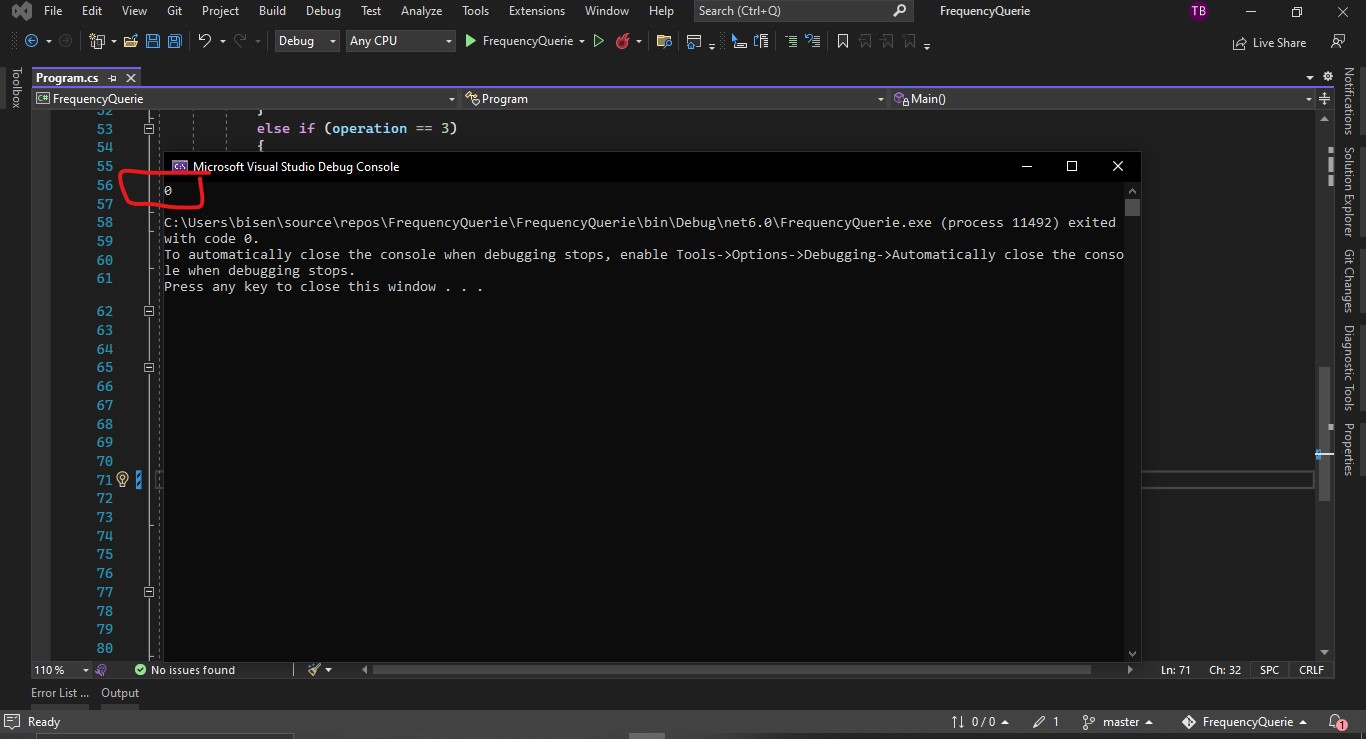 File Edit View Git Project Build Debug Test Analyze Tools Extensions Window Help Search (Ctrl+Q) FrequencyQuerie TB
Debug Any CPU FrequencyQuerie Live Share
Toolbox
Program.cs
FrequencyQuerie Program Main()
52 }
53 else if (operation == 3)
54 {
55
56
57
58
59
60
61
62
63
64
65
66
67
68
69
70
71
72
73
74
75
76
77
78
79
80
Microsoft Visual Studio Debug Console
0
C:\Users\bisen\source\repos\FrequencyQuerie\FrequencyQuerie\bin\Debug\net6.0\FrequencyQuerie.exe (process 11492) exited
with code 0.
To automatically close the console when debugging stops, enable Tools->Options->Debugging->Automatically close the conso
le when debugging stops.
Press any key to close this window . . .
Notifications
Solution Explorer
Git Changes
Diagnostic Tools
Properties
110 % No issues found Ln: 71 Ch: 32 SPC CRLF
Error List ... Output
Ready 0 / 0 1 master FrequencyQuerie 1